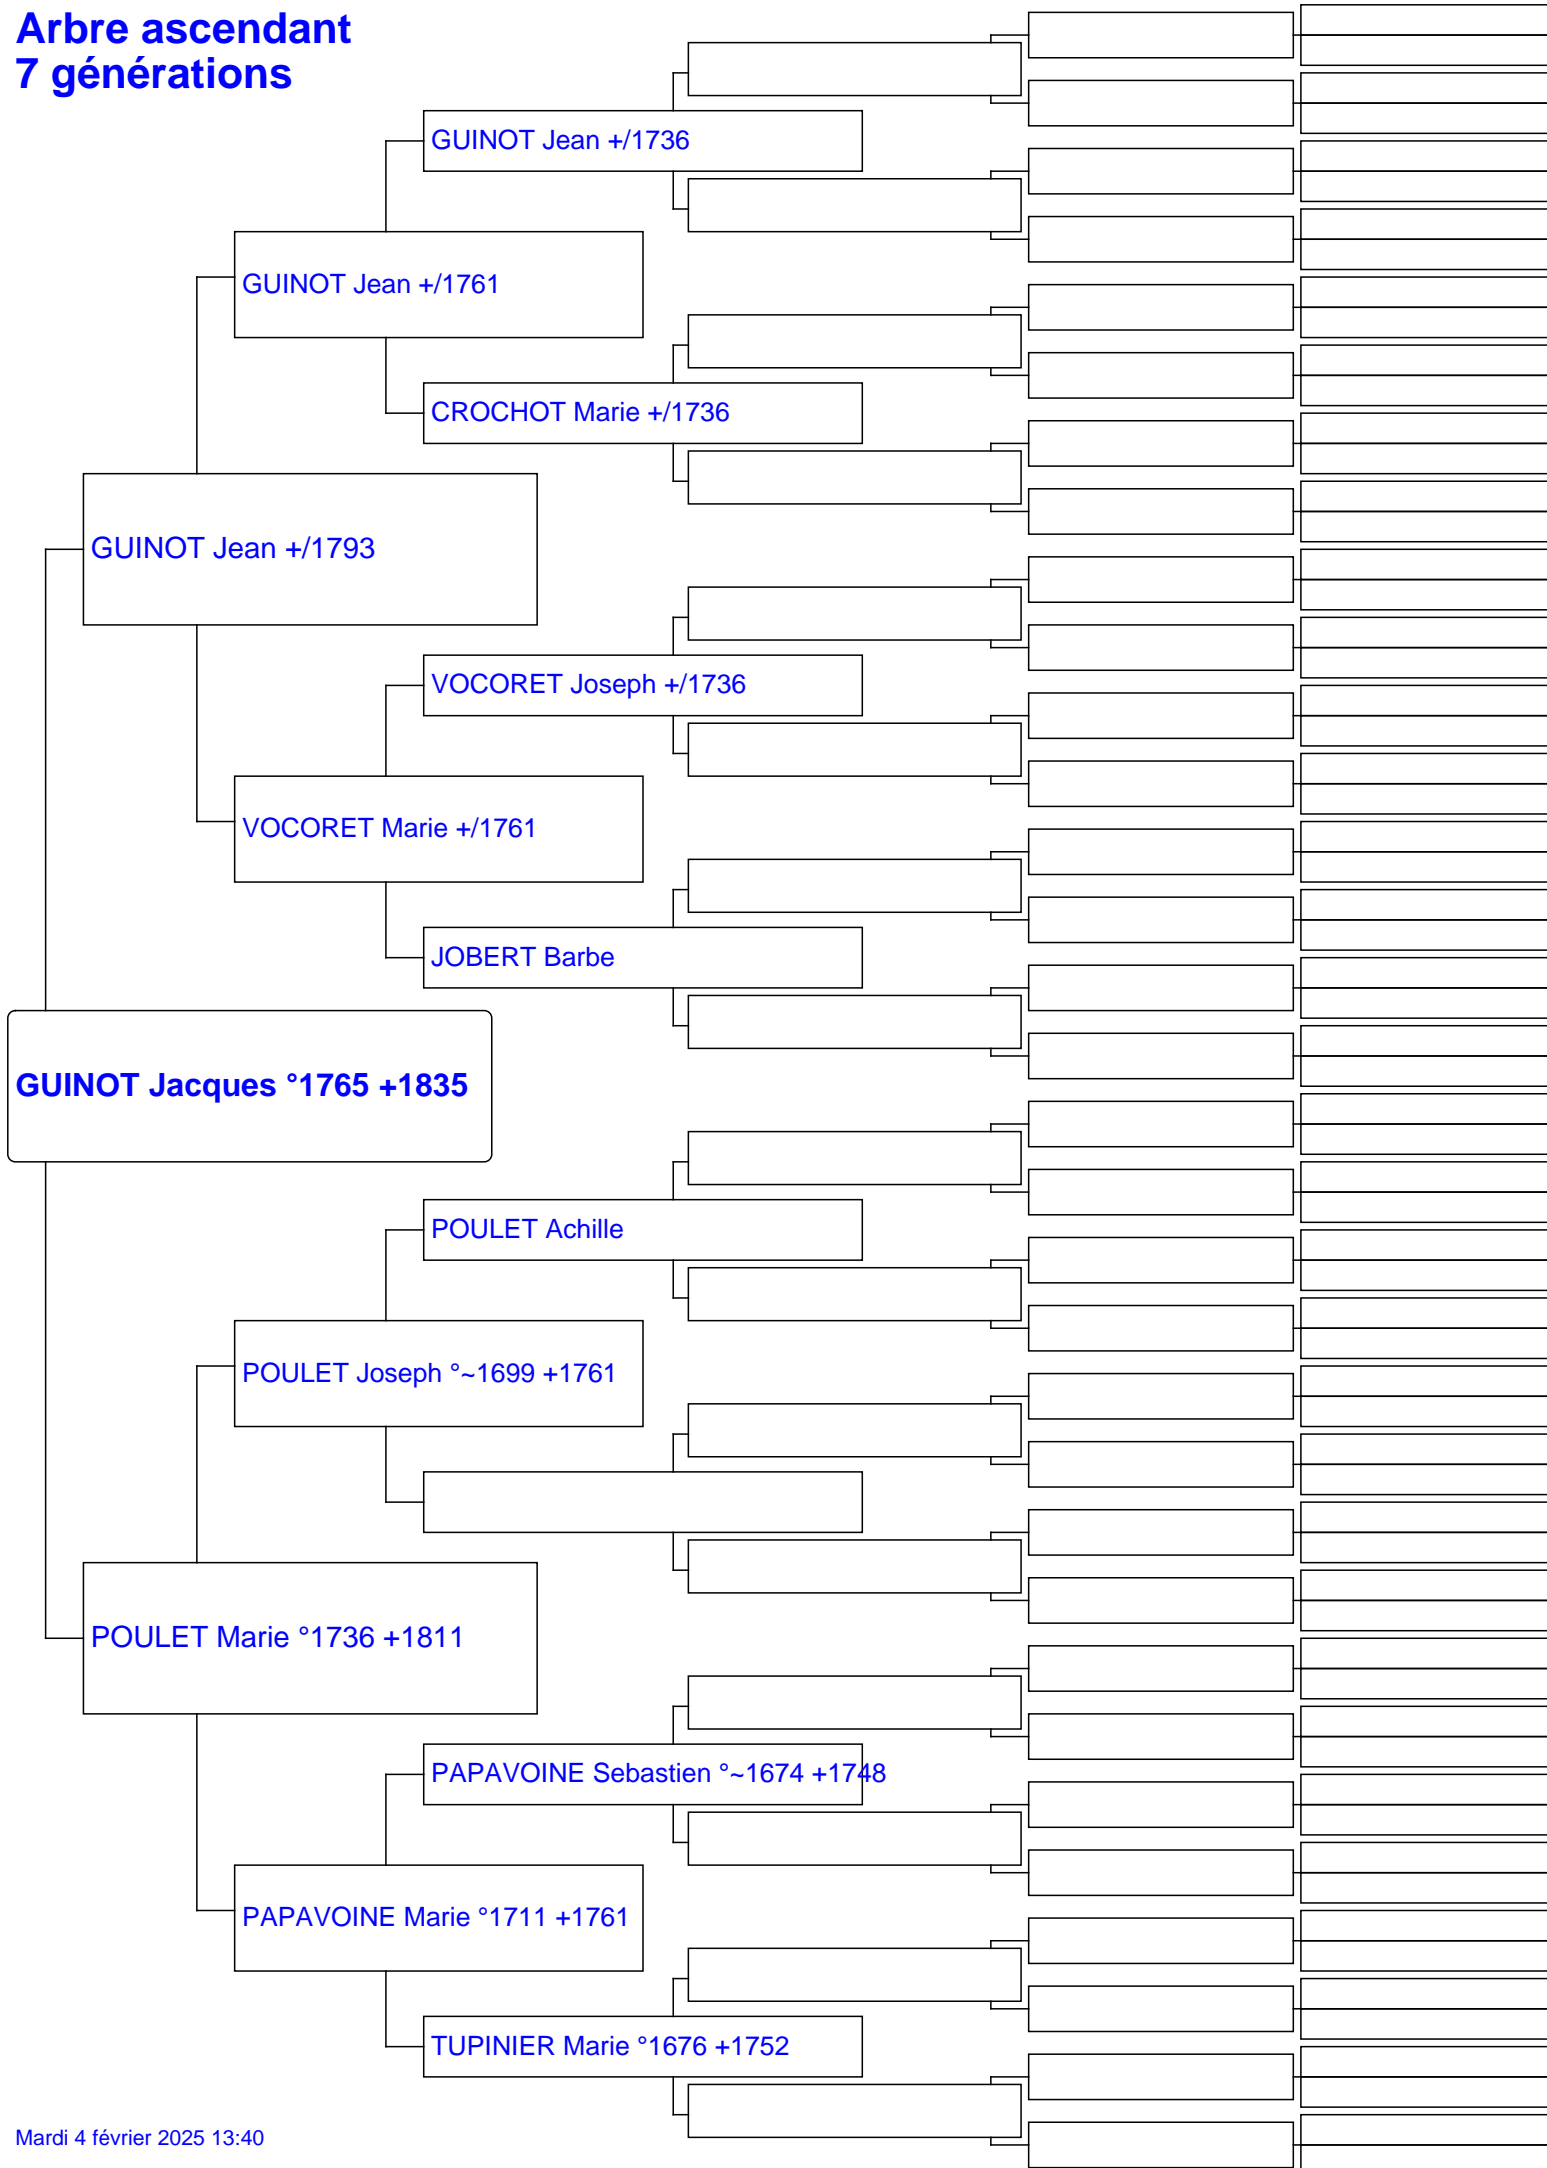 Arbre ascendant
7 générations
GUINOT Jean +/1736
GUINOT Jean +/1761
CROCHOT Marie +/1736
GUINOT Jean +/1793
VOCORET Joseph +/1736
VOCORET Marie +/1761
JOBERT Barbe
GUINOT Jacques °1765 +1835
POULET Achille
POULET Joseph °~1699 +1761
POULET Marie °1736 +1811
PAPAVOINE Sebastien °~1674 +1748
PAPAVOINE Marie °1711 +1761
TUPINIER Marie °1676 +1752
Mardi 4 février 2025 13:40